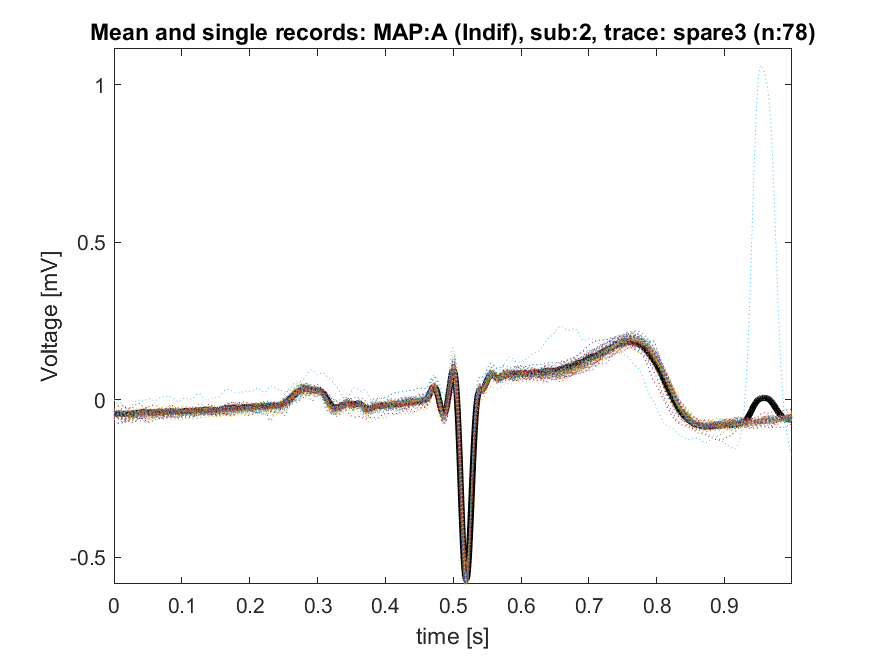 Mean and single records: MAP:A (Indif), sub:2, trace: spare3 (n:78)
1
0.5
0
-0.5
Voltage [mV]
0 0.1 0.2 0.3 0.4 0.5 0.6 0.7 0.8 0.9
time [s]